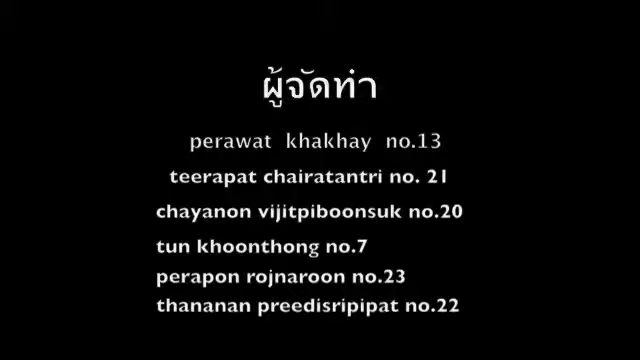 ผู้จัดทำ
perawat khakhay no.13
teerapat chairatantri no. 21
chayanon vijitpiboonsuk no.20
tun khoonthong no.7
perapon rojnaroon no.23
thananan preedisripipat no.22